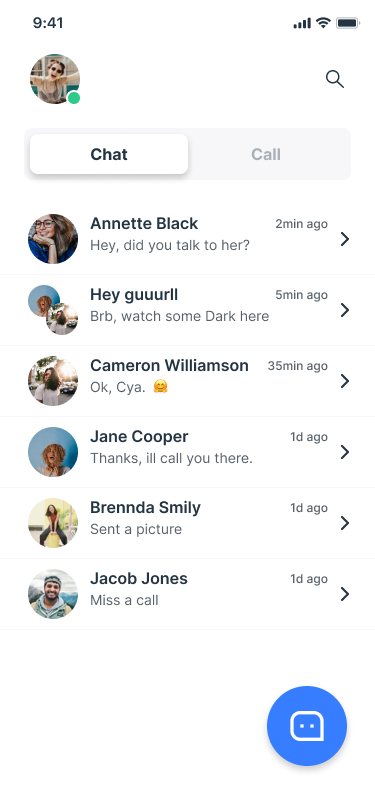 9:41
Chat Call
Annette Black 2min ago
Hey, did you talk to her?
Hey guuurll 5min ago
Brb, watch some Dark here
Cameron Williamson 35min ago
Ok, Cya. 🤗
Jane Cooper 1d ago
Thanks, ill call you there.
Brennda Smily 1d ago
Sent a picture
Jacob Jones 1d ago
Miss a call